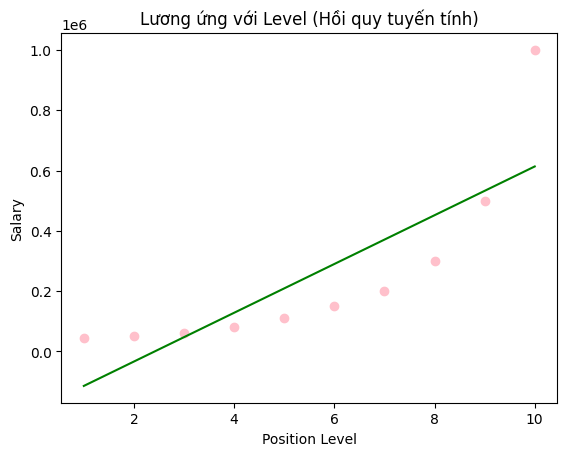 Lương ứng với Level (Hồi quy tuyến tính)
1e6
1.0
0.8
0.6
0.4
0.2
0.0
Salary
2
4
6
8
10
Position Level